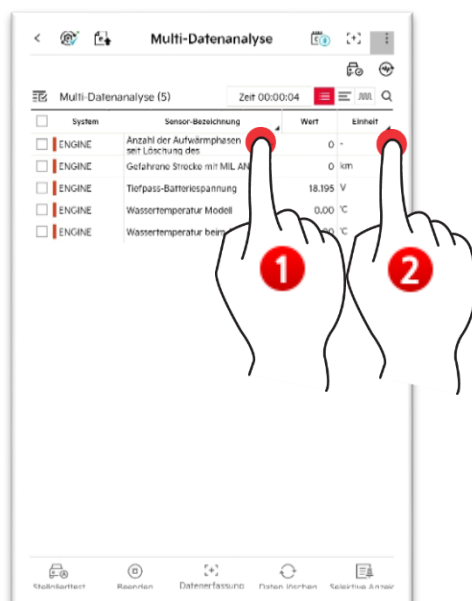 Multi-Datenanalyse
Multi-Datenanalyse (5)
Zeit 00:00:04
System Sensor-Bezeichnung Wert Einheit
ENGINE Anzahl der Aufwärmphasen 0 -
seit Löschung des
ENGINE Gefahrene Strecke mit MIL AN 0 km
ENGINE Tiefpass-Batteriespannung 18.195 V
ENGINE Wassertemperatur Modell 0.00 °C
ENGINE Wassertemperatur beim °C
1 2
Stellgliedtest Beenden Datenerfassung Daten löschen Selektive Anzeig